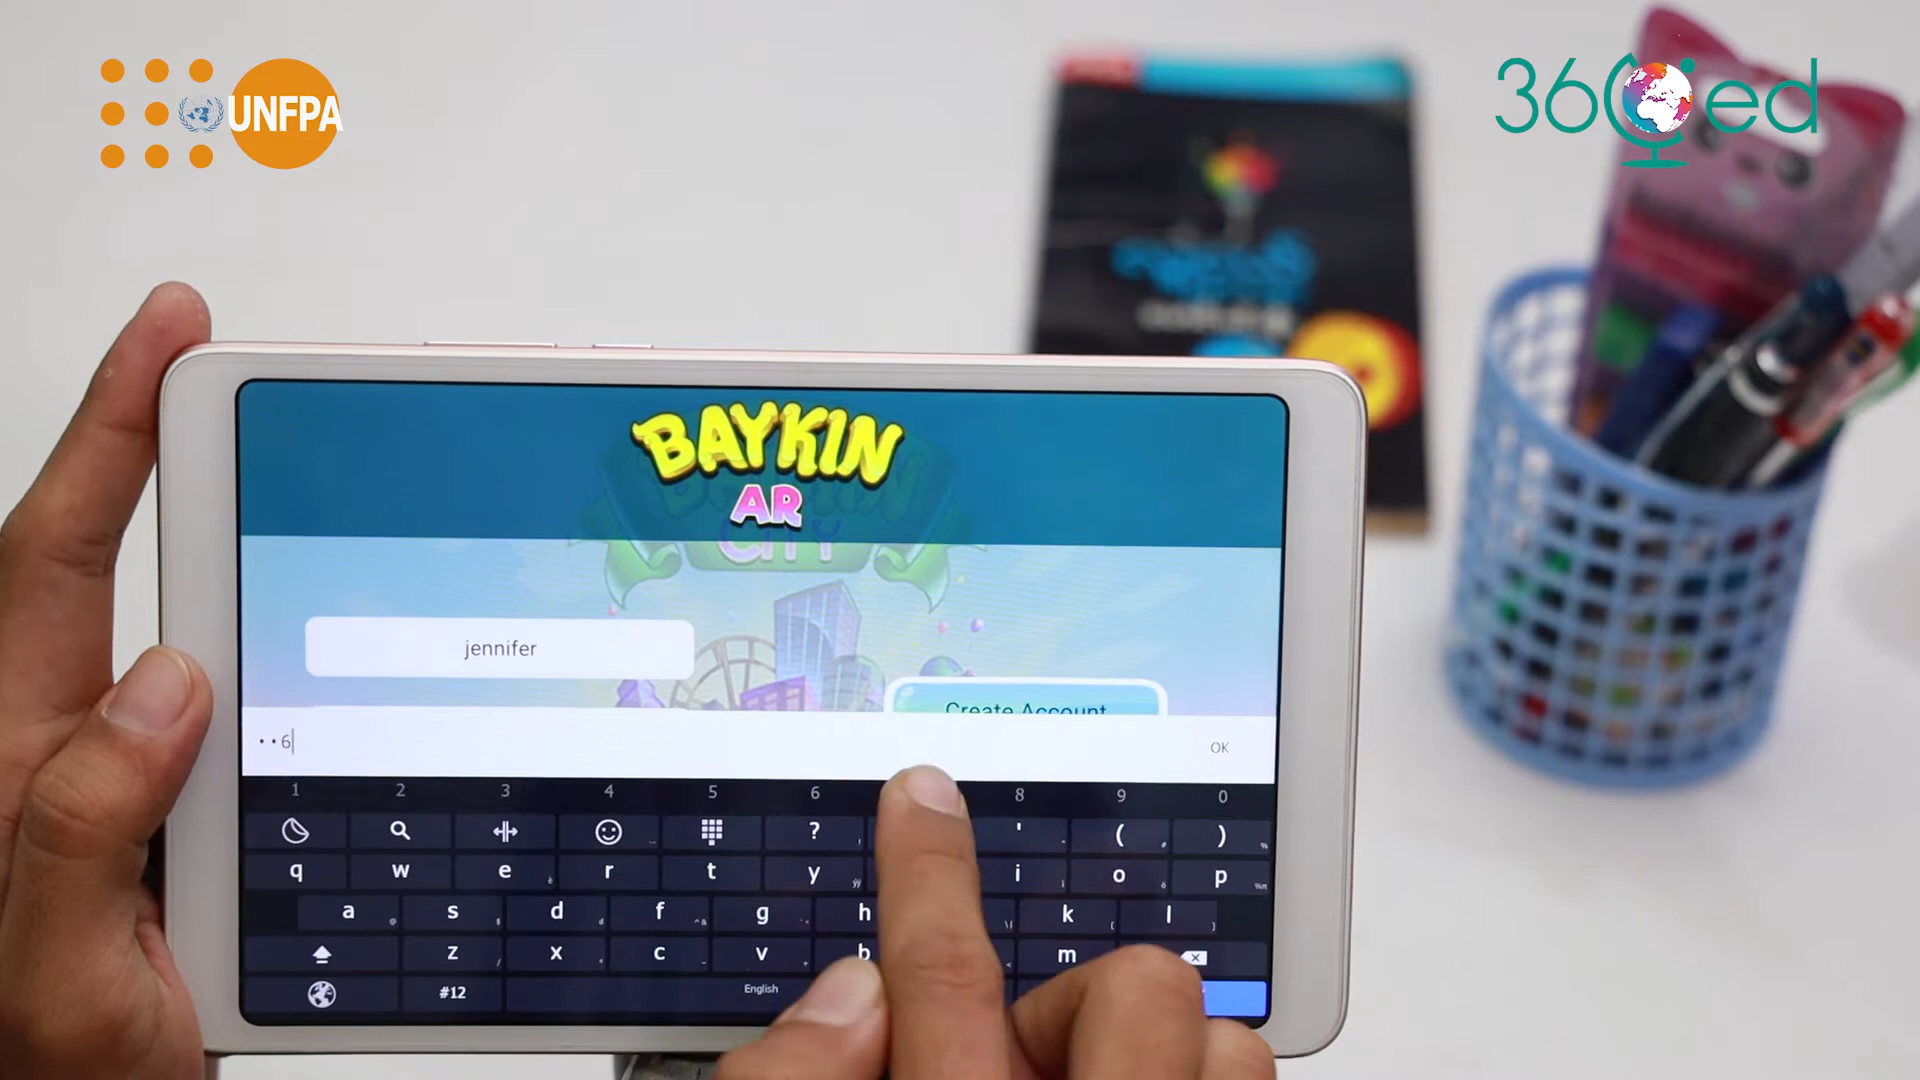 UNFPA
360ed
BAYKIN
AR
CITY
jennifer
Create Account
··6
OK
1 2 3 4 5 6 8 9 0
? ' ( )
q w e r t y i o p
a s d f g h k l
z x c v b m
#12 English